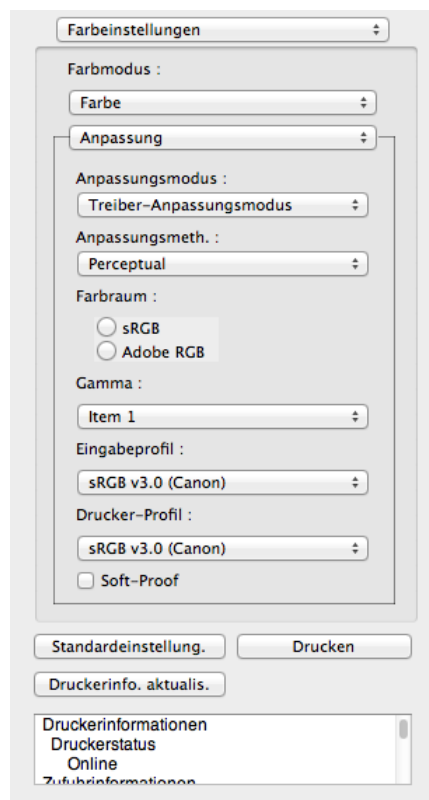 Farbeinstellungen
Farbmodus :
Farbe
Anpassung
Anpassungsmodus :
Treiber-Anpassungsmodus
Anpassungsmeth. :
Perceptual
Farbraum :
sRGB
Adobe RGB
Gamma :
Item 1
Eingabeprofil :
sRGB v3.0 (Canon)
Drucker-Profil :
sRGB v3.0 (Canon)
Soft-Proof
Standardeinstellung. Drucken
Druckerinfo. aktualis.
Druckerinformationen
Druckerstatus
Online
Zufuhrinformationen